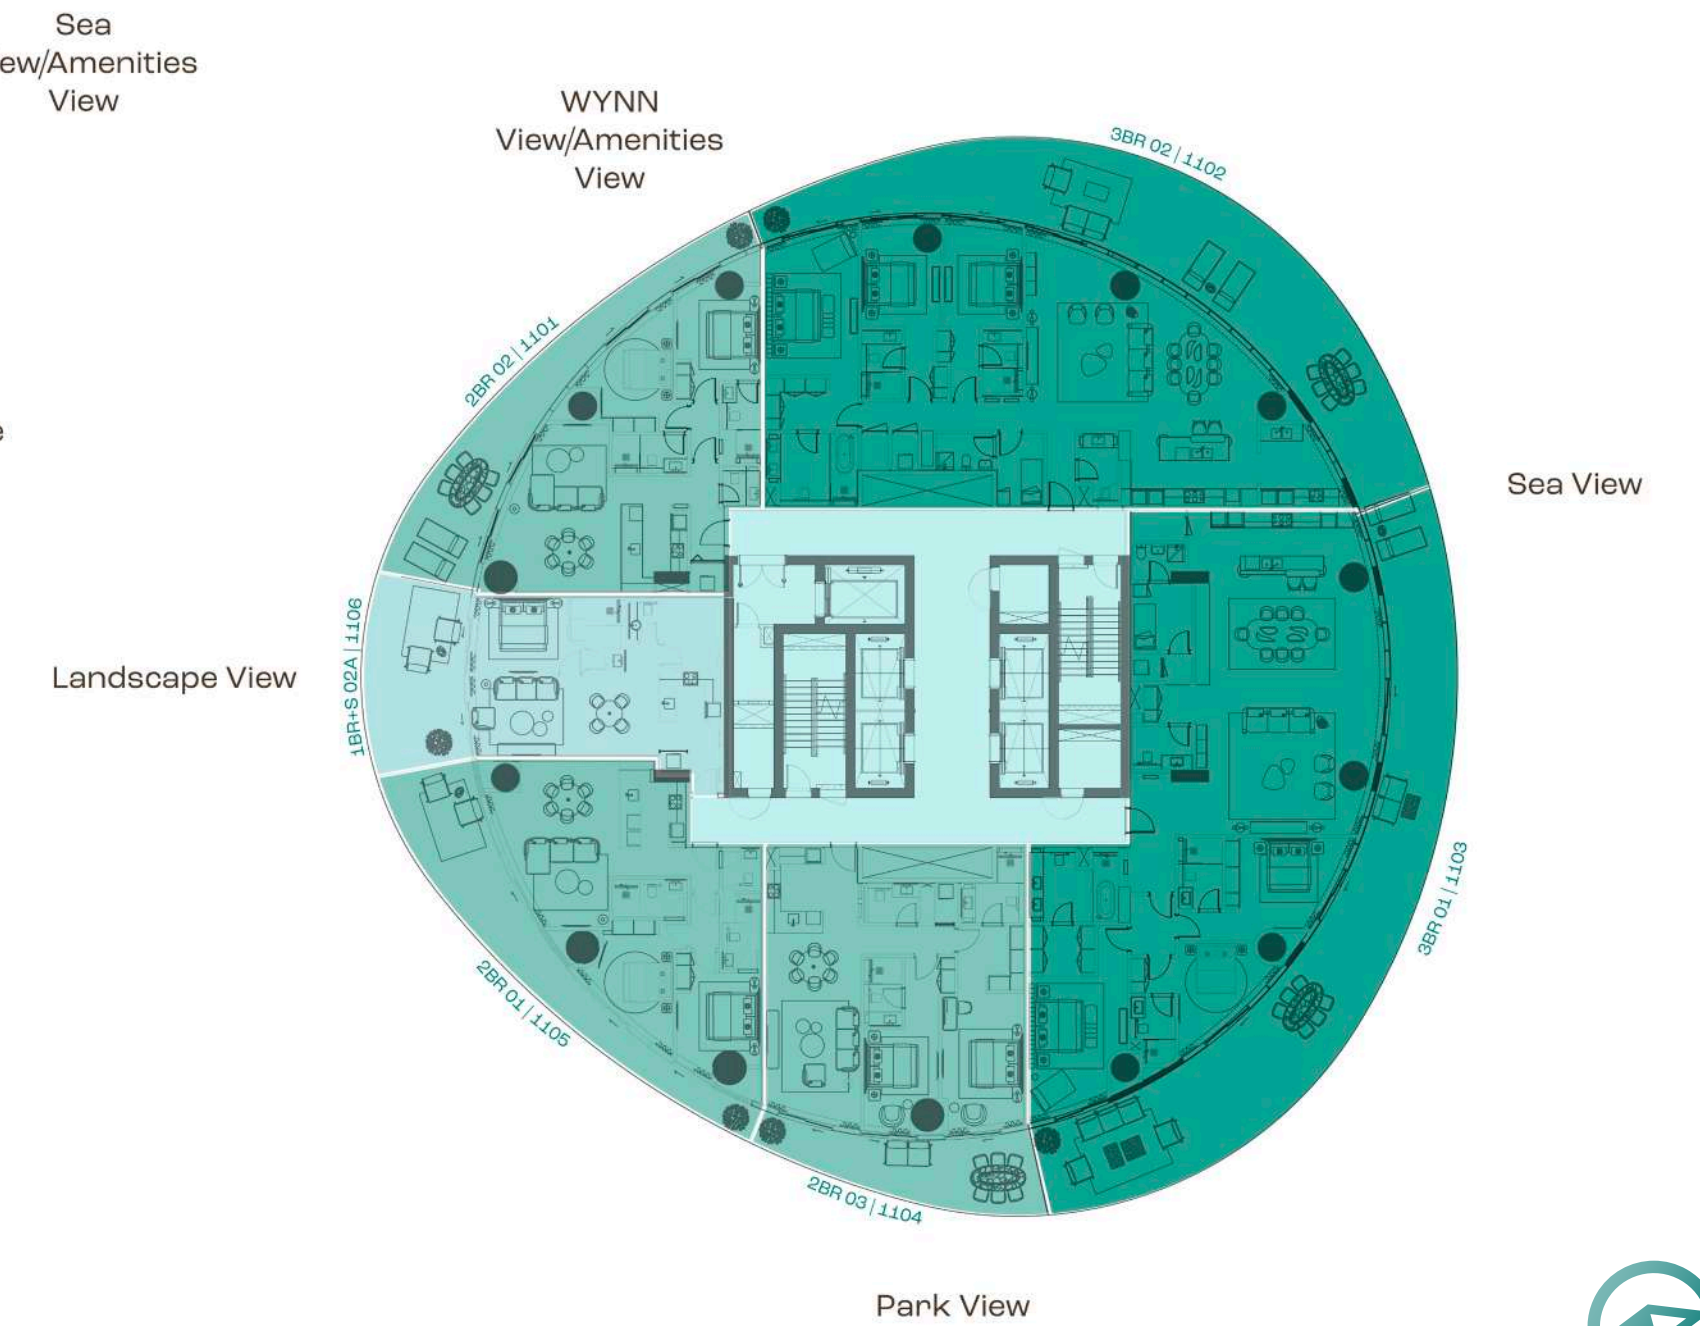 Sea
ew/Amenities
View
WYNN
View/Amenities
View
3BR 02 | 1102
2BR 02 | 1101
e
Sea View
1BR+S 02A | 1106
Landscape View
3BR 01 | 1103
2BR 01 | 1105
2BR 03 | 1104
Park View